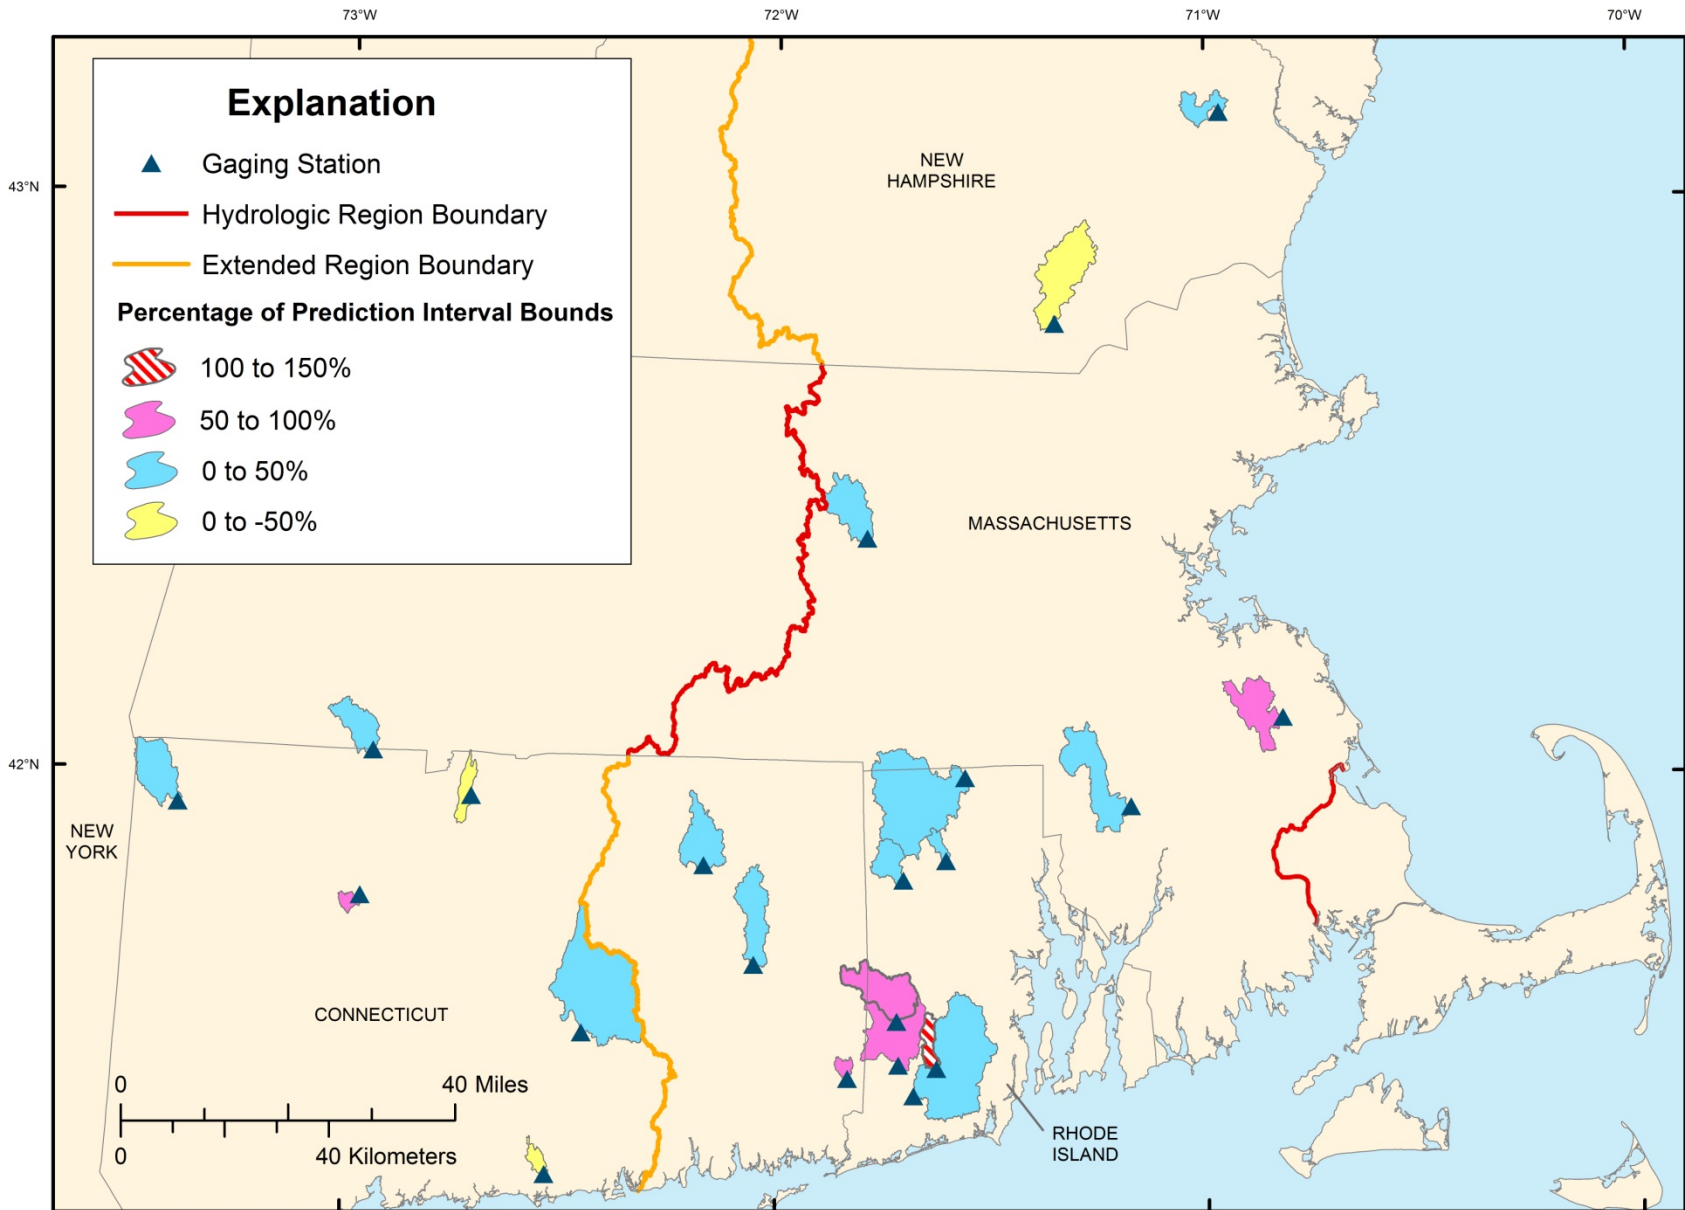 73°W
72°W
71°W
70°W
Explanation
Gaging Station
Hydrologic Region Boundary
Extended Region Boundary
Percentage of Prediction Interval Bounds
100 to 150%
50 to 100%
0 to 50%
0 to -50%
43°N
NEW
HAMPSHIRE
MASSACHUSETTS
42°N
NEW
YORK
CONNECTICUT
0
40 Miles
0
40 Kilometers
RHODE
ISLAND